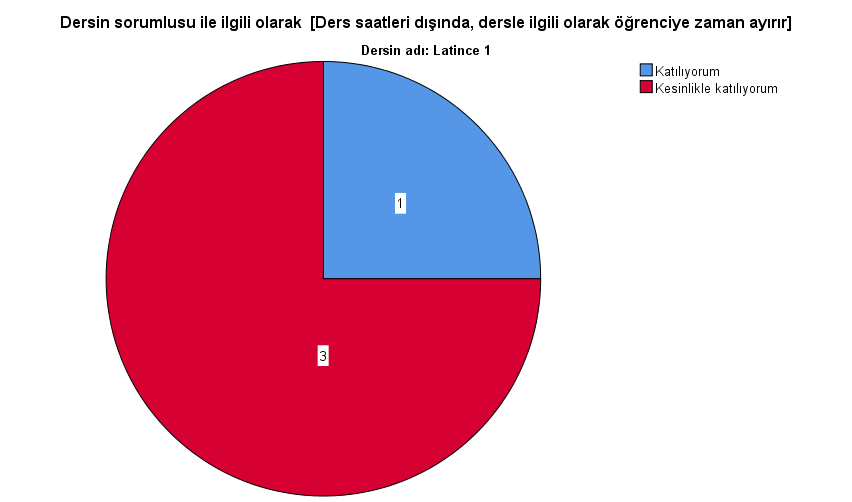 Dersin sorumlusu ile ilgili olarak  [Ders saatleri dışında, dersle ilgili olarak öğrenciye zaman ayırır]
Dersin adı: Latince 1
Katılıyorum
Kesinlikle katılıyorum
1
3